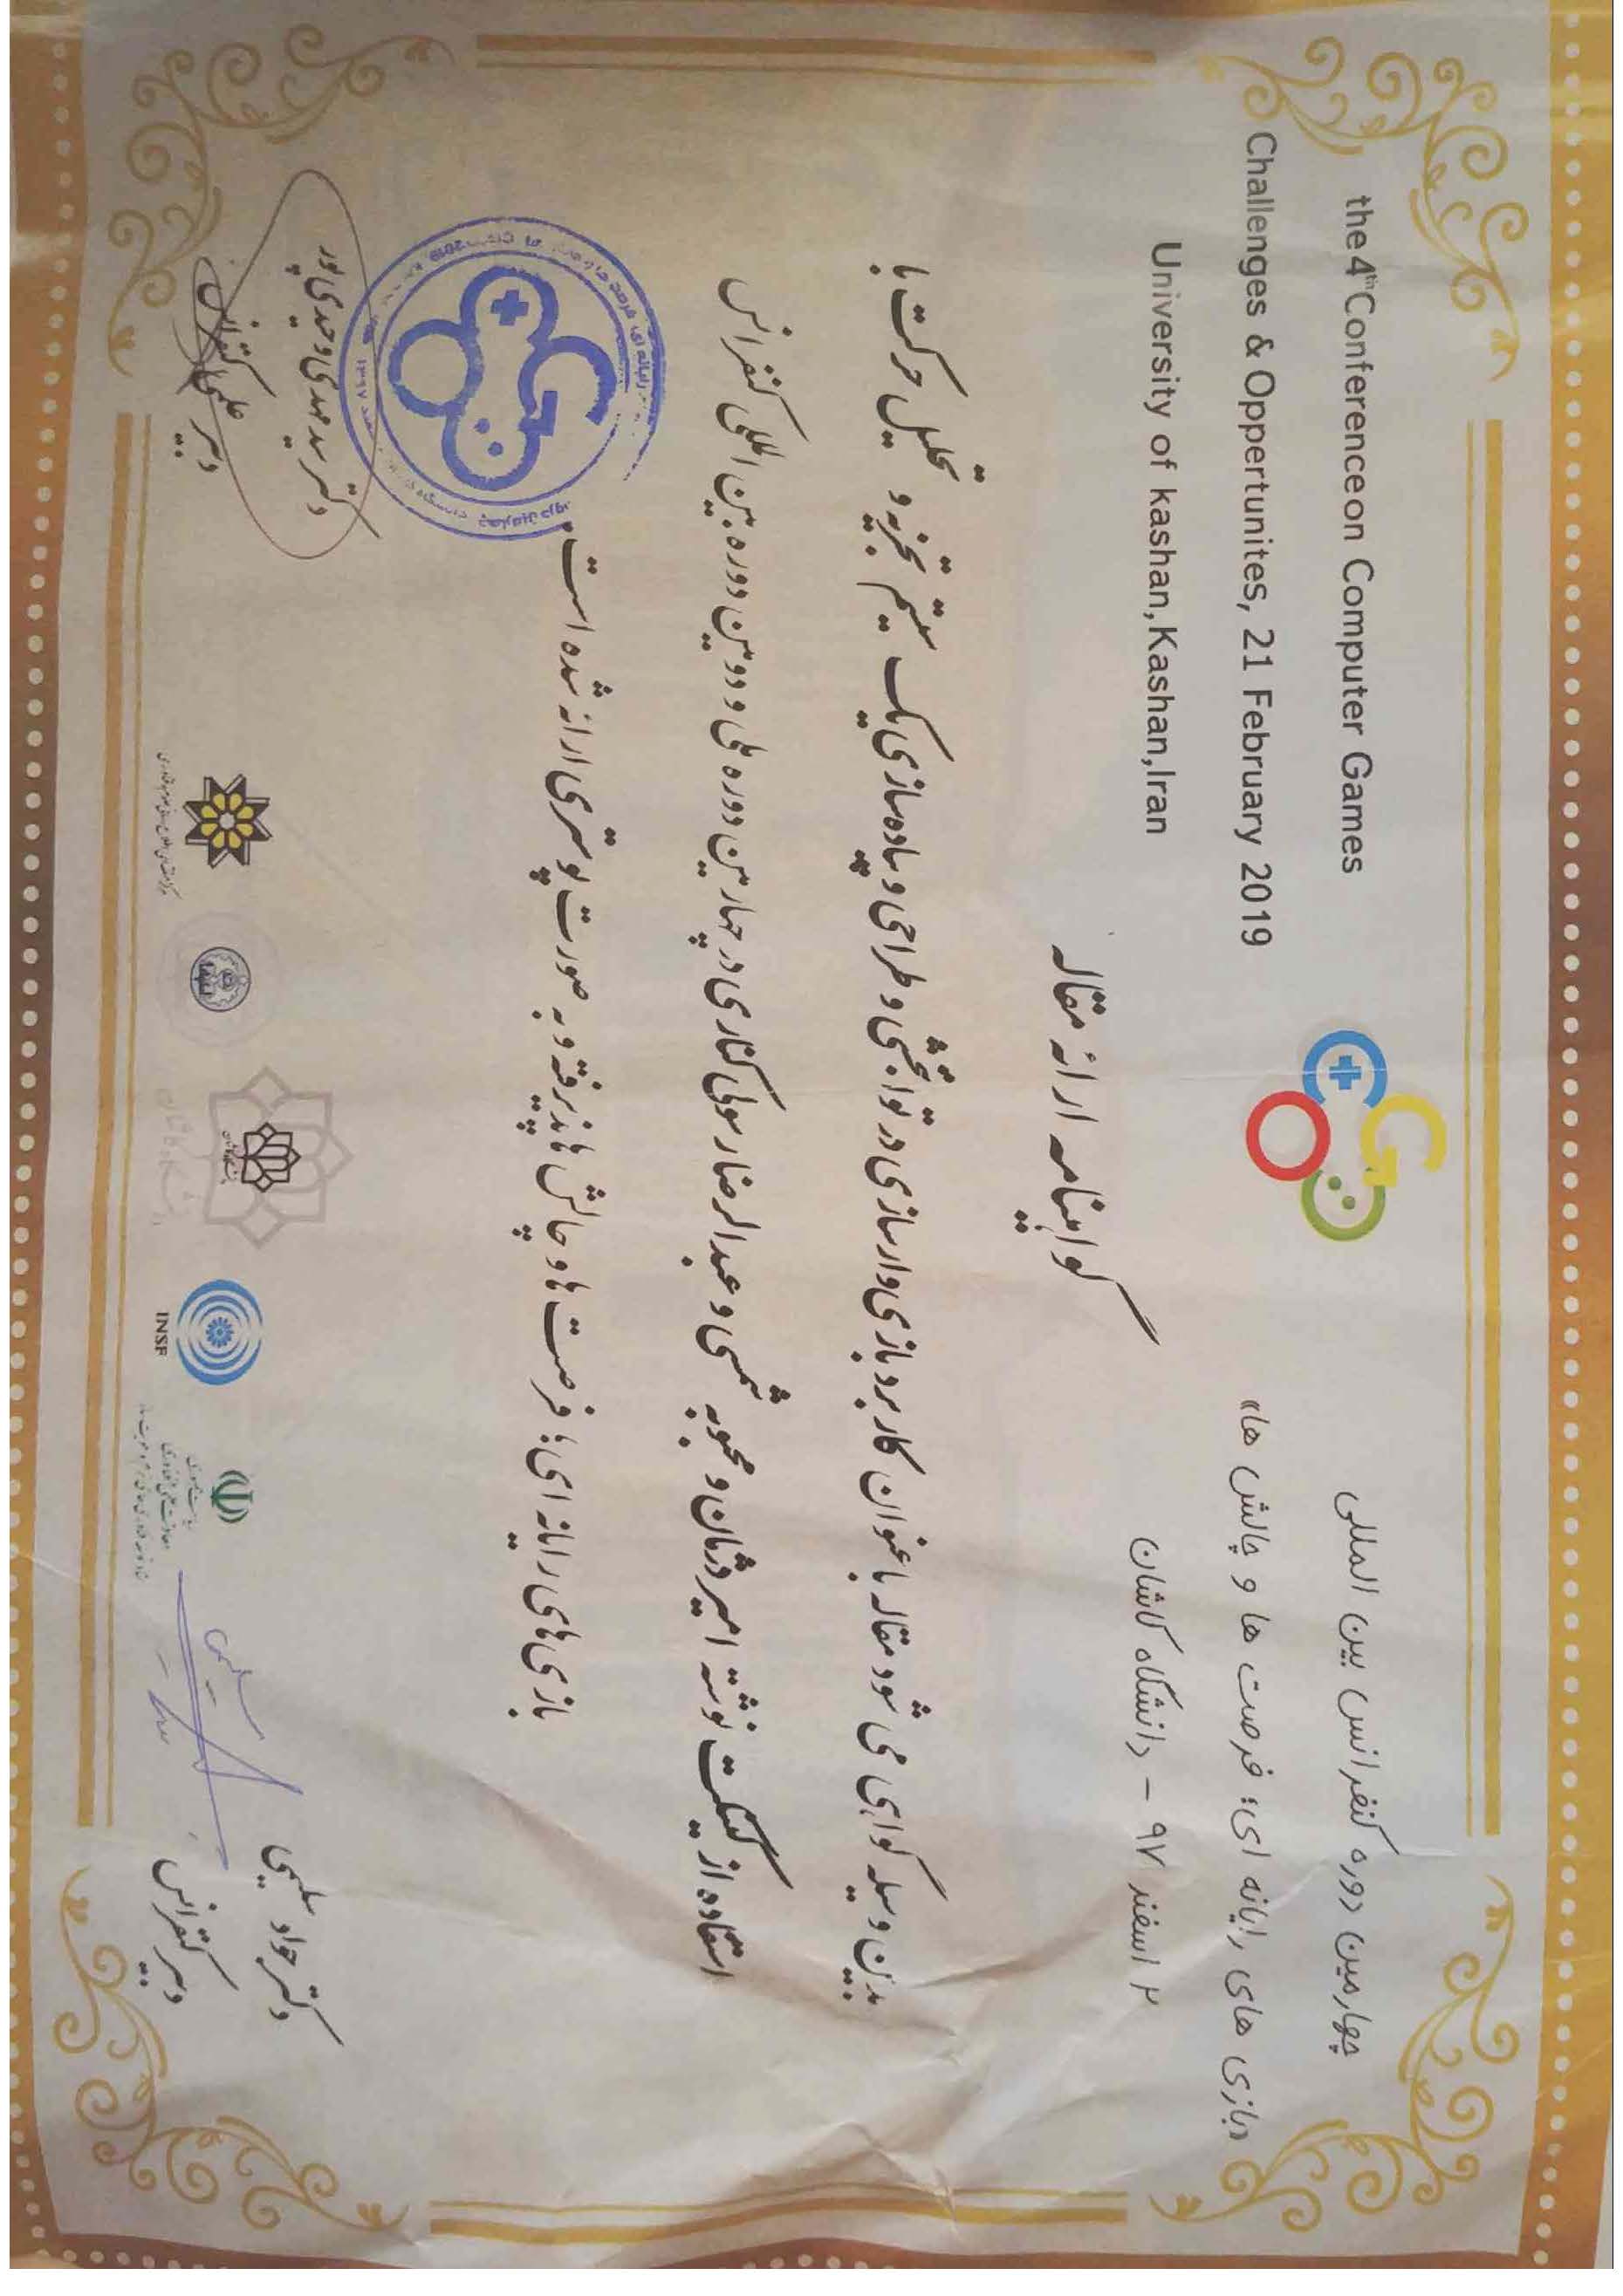 the 4th Conference on Computer Games
Challenges & Oppertunites, 21 February 2019
University of kashan,Kashan,Iran
چهارمین دوره کنفرانس بین المللی
«بازی های رایانه ای؛ فرصت ها و چالش ها»
۲ اسفند ۹۷ - دانشگاه کاشان
گواهینامه ارائه مقاله
بدین وسیله گواهی می شود مقاله با عنوان کاربرد بازی‌وارسازی در توانبخشی و طراحی و پیاده‌سازی یک سیستم تجزیه و تحلیل حرکت با
استفاده از کینکت نوشته امیر دژمان و محبوبه شمسی و عبدالرضا رسولی کناری در چهارمین دوره ملی و دومین دوره بین المللی کنفرانس
بازی‌های رایانه ای؛ فرصت ها و چالش ها پذیرفته و به صورت پوستری ارائه شده است.
۱۳۹۷
دکتر سید مهدی وحیدی پور
دبیر علمی کنفرانس
دکتر جواد سلیمی
دبیر کنفرانس
سلیمی
دانشگاه کاشان
دانشگاه کاشان
INSF
ریاست جمهوری
معاونت علمی و فناوری
مرکز منطقه‌ای اطلاع رسانی علوم و فناوری